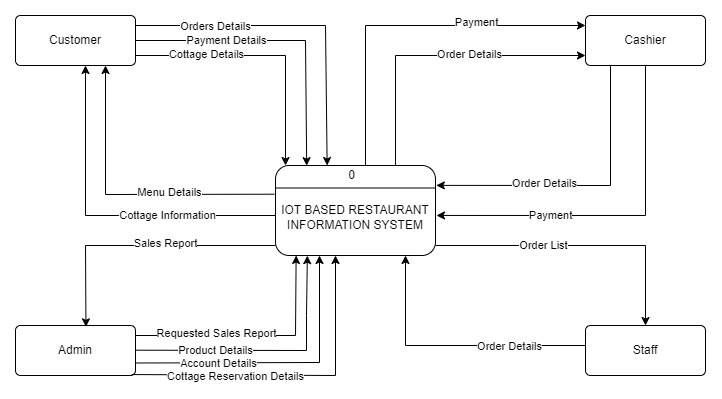 Orders Details
Payment Details
Cottage Details
Customer
Payment
Order Details
Cashier
0
IOT BASED RESTAURANT
INFORMATION SYSTEM
Menu Details
Cottage Information
Sales Report
Order Details
Payment
Order List
Admin
Requested Sales Report
Product Details
Account Details
Cottage Reservation Details
Order Details
Staff